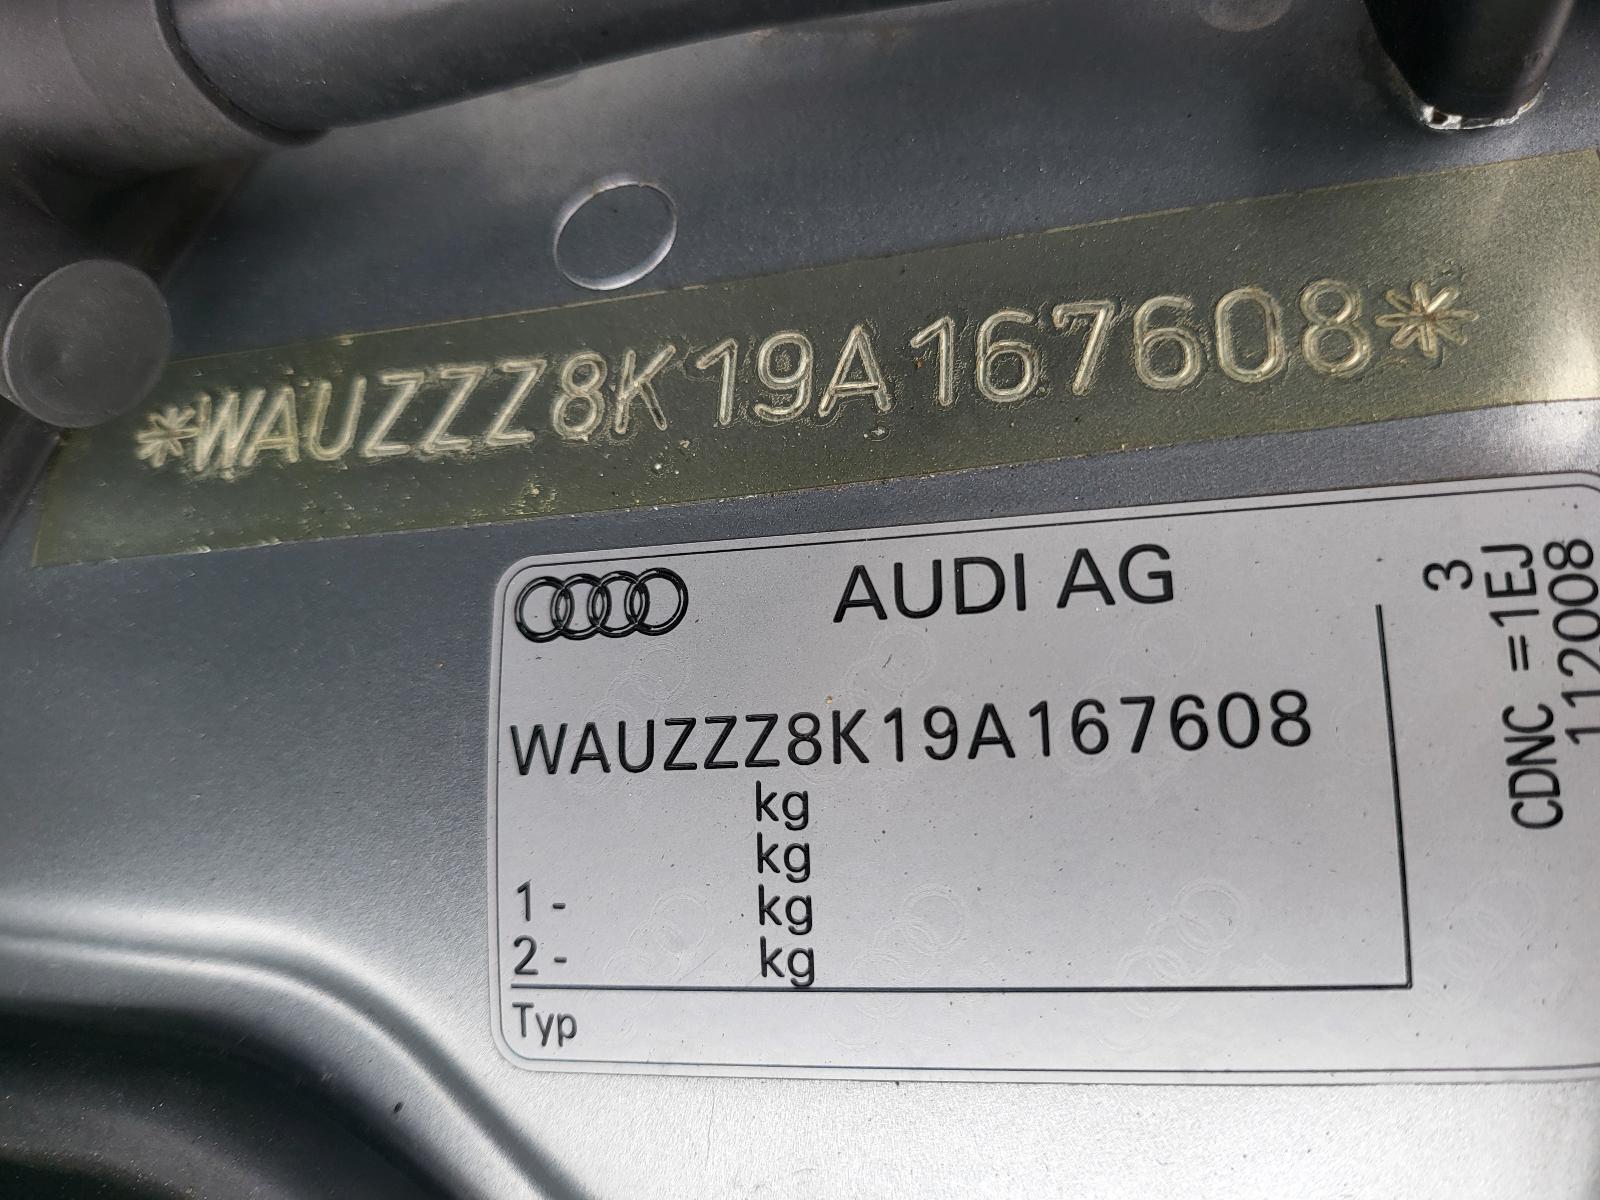 *WAUZZZ8K19A167608*
AUDI AG
WAUZZZ8K19A167608
kg
kg
1- kg
2- kg
Typ
3
CDNC =1EJ
112008